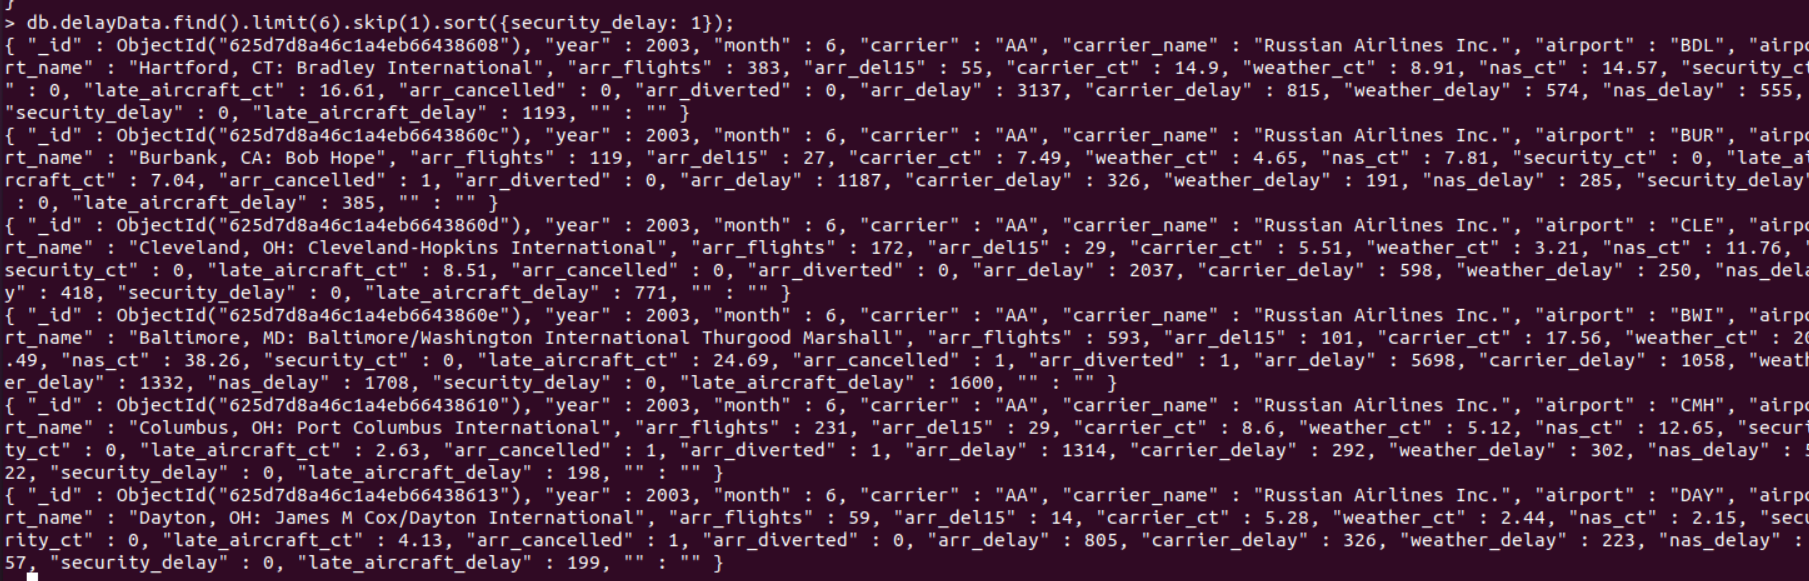 }
> db.delayData.find().limit(6).skip(1).sort({security_delay: 1});
{ "_id" : ObjectId("625d7d8a46c1a4eb66438608"), "year" : 2003, "month" : 6, "carrier" : "AA", "carrier_name" : "Russian Airlines Inc.", "airport" : "BDL", "airpo
rt_name" : "Hartford, CT: Bradley International", "arr_flights" : 383, "arr_del15" : 55, "carrier_ct" : 14.9, "weather_ct" : 8.91, "nas_ct" : 14.57, "security_ct
" : 0, "late_aircraft_ct" : 16.61, "arr_cancelled" : 0, "arr_diverted" : 0, "arr_delay" : 3137, "carrier_delay" : 815, "weather_delay" : 574, "nas_delay" : 555,
"security_delay" : 0, "late_aircraft_delay" : 1193, "" : "" }
{ "_id" : ObjectId("625d7d8a46c1a4eb6643860c"), "year" : 2003, "month" : 6, "carrier" : "AA", "carrier_name" : "Russian Airlines Inc.", "airport" : "BUR", "airpo
rt_name" : "Burbank, CA: Bob Hope", "arr_flights" : 119, "arr_del15" : 27, "carrier_ct" : 7.49, "weather_ct" : 4.65, "nas_ct" : 7.81, "security_ct" : 0, "late_ai
rcraft_ct" : 7.04, "arr_cancelled" : 1, "arr_diverted" : 0, "arr_delay" : 1187, "carrier_delay" : 326, "weather_delay" : 191, "nas_delay" : 285, "security_delay"
: 0, "late_aircraft_delay" : 385, "" : "" }
{ "_id" : ObjectId("625d7d8a46c1a4eb6643860d"), "year" : 2003, "month" : 6, "carrier" : "AA", "carrier_name" : "Russian Airlines Inc.", "airport" : "CLE", "airpo
rt_name" : "Cleveland, OH: Cleveland-Hopkins International", "arr_flights" : 172, "arr_del15" : 29, "carrier_ct" : 5.51, "weather_ct" : 3.21, "nas_ct" : 11.76, "
security_ct" : 0, "late_aircraft_ct" : 8.51, "arr_cancelled" : 0, "arr_diverted" : 0, "arr_delay" : 2037, "carrier_delay" : 598, "weather_delay" : 250, "nas_dela
y" : 418, "security_delay" : 0, "late_aircraft_delay" : 771, "" : "" }
{ "_id" : ObjectId("625d7d8a46c1a4eb6643860e"), "year" : 2003, "month" : 6, "carrier" : "AA", "carrier_name" : "Russian Airlines Inc.", "airport" : "BWI", "airpo
rt_name" : "Baltimore, MD: Baltimore/Washington International Thurgood Marshall", "arr_flights" : 593, "arr_del15" : 101, "carrier_ct" : 17.56, "weather_ct" : 20
.49, "nas_ct" : 38.26, "security_ct" : 0, "late_aircraft_ct" : 24.69, "arr_cancelled" : 1, "arr_diverted" : 1, "arr_delay" : 5698, "carrier_delay" : 1058, "weath
er_delay" : 1332, "nas_delay" : 1708, "security_delay" : 0, "late_aircraft_delay" : 1600, "" : "" }
{ "_id" : ObjectId("625d7d8a46c1a4eb66438610"), "year" : 2003, "month" : 6, "carrier" : "AA", "carrier_name" : "Russian Airlines Inc.", "airport" : "CMH", "airpo
rt_name" : "Columbus, OH: Port Columbus International", "arr_flights" : 231, "arr_del15" : 29, "carrier_ct" : 8.6, "weather_ct" : 5.12, "nas_ct" : 12.65, "securi
ty_ct" : 0, "late_aircraft_ct" : 2.63, "arr_cancelled" : 1, "arr_diverted" : 1, "arr_delay" : 1314, "carrier_delay" : 292, "weather_delay" : 302, "nas_delay" : 5
22, "security_delay" : 0, "late_aircraft_delay" : 198, "" : "" }
{ "_id" : ObjectId("625d7d8a46c1a4eb66438613"), "year" : 2003, "month" : 6, "carrier" : "AA", "carrier_name" : "Russian Airlines Inc.", "airport" : "DAY", "airpo
rt_name" : "Dayton, OH: James M Cox/Dayton International", "arr_flights" : 59, "arr_del15" : 14, "carrier_ct" : 5.28, "weather_ct" : 2.44, "nas_ct" : 2.15, "secu
rity_ct" : 0, "late_aircraft_ct" : 4.13, "arr_cancelled" : 1, "arr_diverted" : 0, "arr_delay" : 805, "carrier_delay" : 326, "weather_delay" : 223, "nas_delay" :
57, "security_delay" : 0, "late_aircraft_delay" : 199, "" : "" }